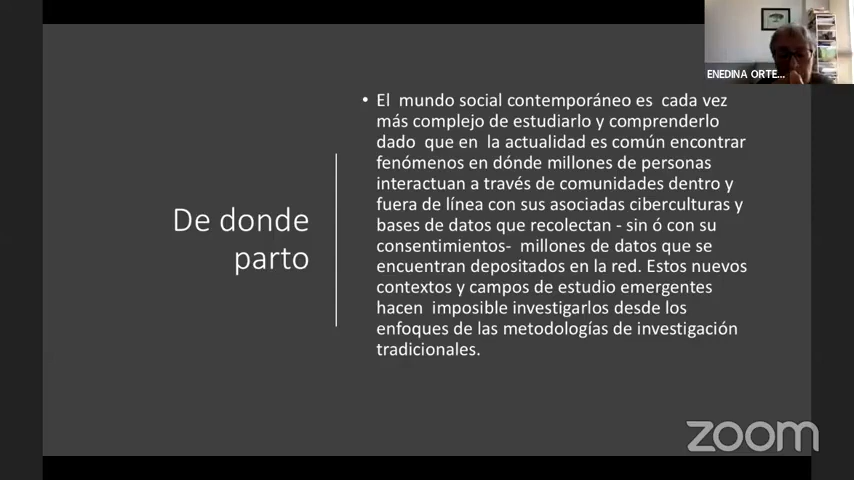 De donde
parto
• El  mundo social contemporáneo es  cada vez
más complejo de estudiarlo y comprenderlo
dado  que en  la actualidad es común encontrar
fenómenos en dónde millones de personas
interactuan a través de comunidades dentro y
fuera de línea con sus asociadas ciberculturas y
bases de datos que recolectan - sin ó con su
consentimientos-  millones de datos que se
encuentran depositados en la red. Estos nuevos
contextos y campos de estudio emergentes
hacen  imposible investigarlos desde los
enfoques de las metodologías de investigación
tradicionales.
ENEDINA ORTE...
zoom